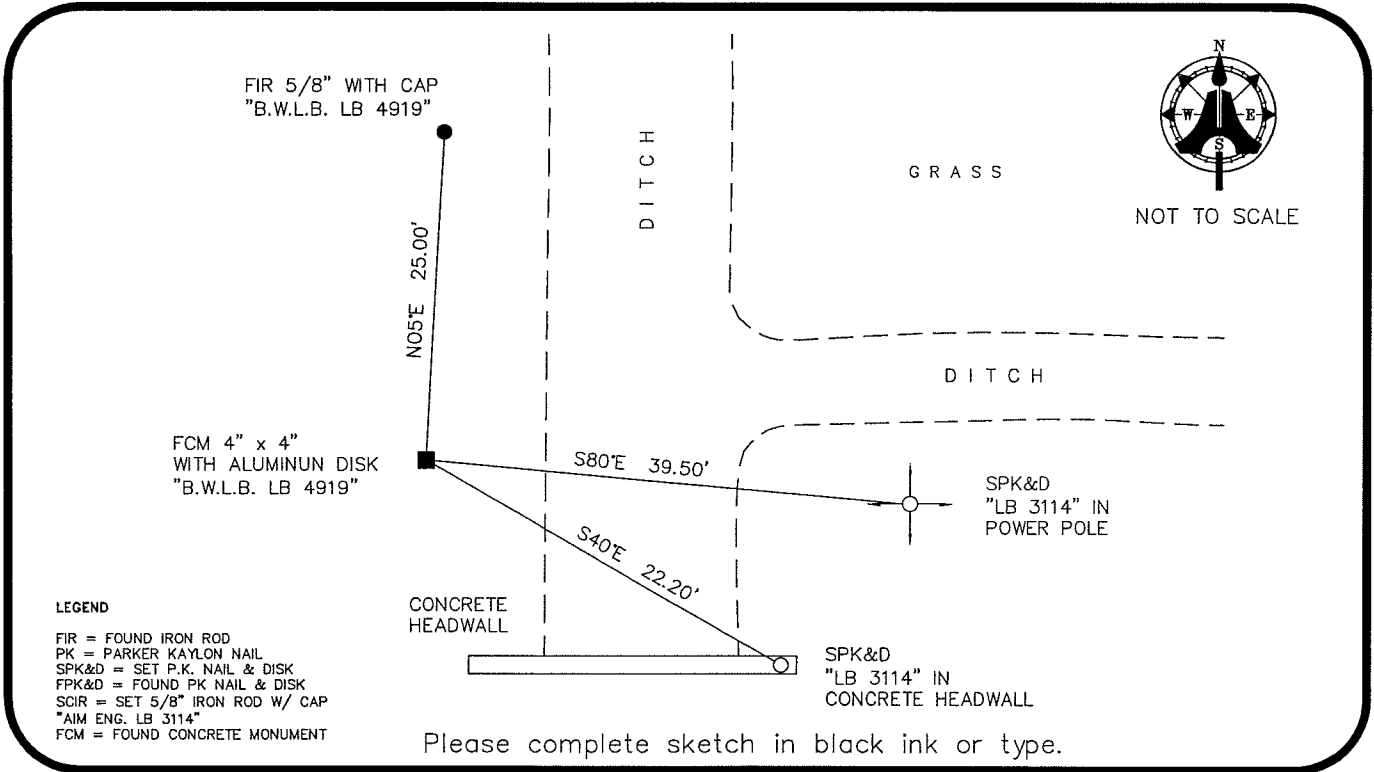 FIR 5/8" WITH CAP
"B.W.L.B. LB 4919"
DITCH
GRASS
N
W E
S
NOT TO SCALE
N05°E 25.00'
DITCH
FCM 4" x 4"
WITH ALUMINUN DISK
"B.W.L.B. LB 4919"
S80°E 39.50'
SPK&D
"LB 3114" IN
POWER POLE
S40°E 22.20'
CONCRETE
HEADWALL
SPK&D
"LB 3114" IN
CONCRETE HEADWALL
LEGEND
FIR = FOUND IRON ROD
PK = PARKER KAYLON NAIL
SPK&D = SET P.K. NAIL & DISK
FPK&D = FOUND PK NAIL & DISK
SCIR = SET 5/8" IRON ROD W/ CAP
"AIM ENG. LB 3114"
FCM = FOUND CONCRETE MONUMENT
Please complete sketch in black ink or type.